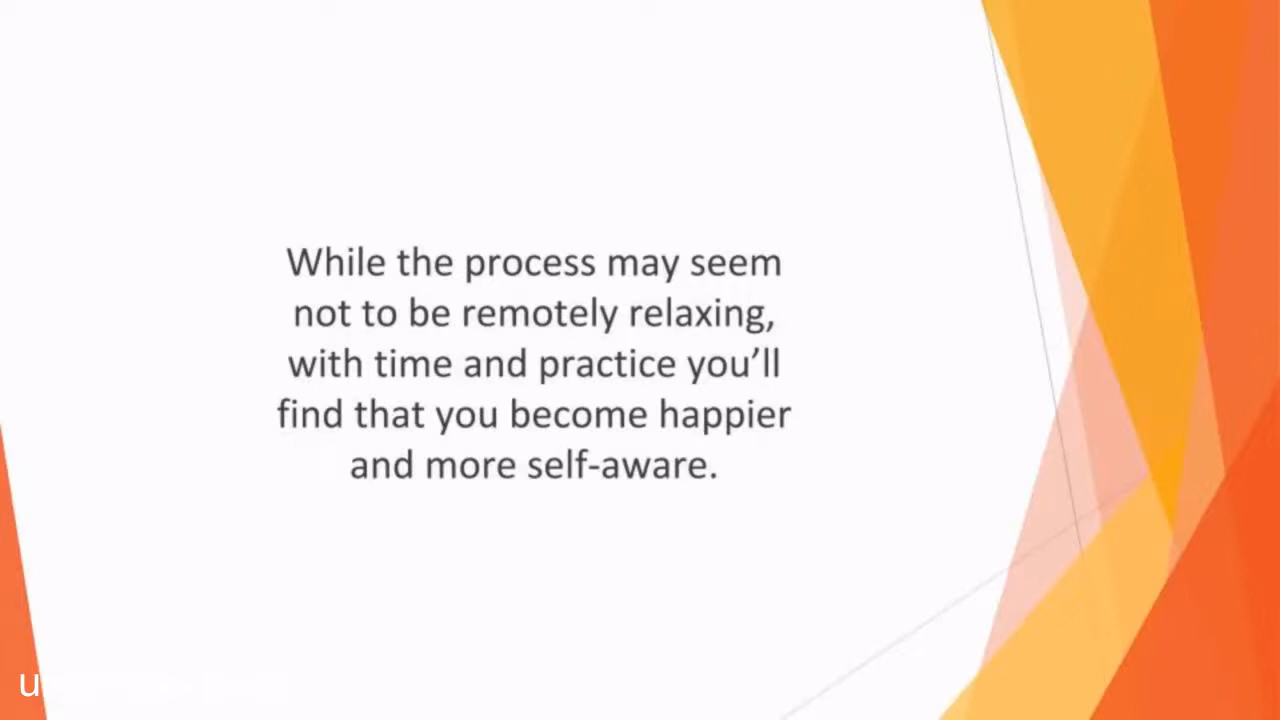 While the process may seem
not to be remotely relaxing,
with time and practice you’ll
find that you become happier
and more self-aware.